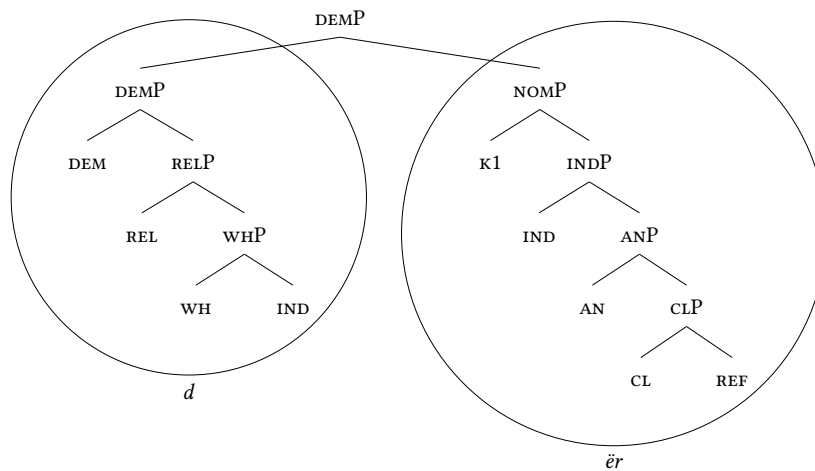 DEMP
DEMP NOMP
DEM RELP K1 INDP
REL WHP IND ANP
WH IND AN CLP
CL REF
d
ër